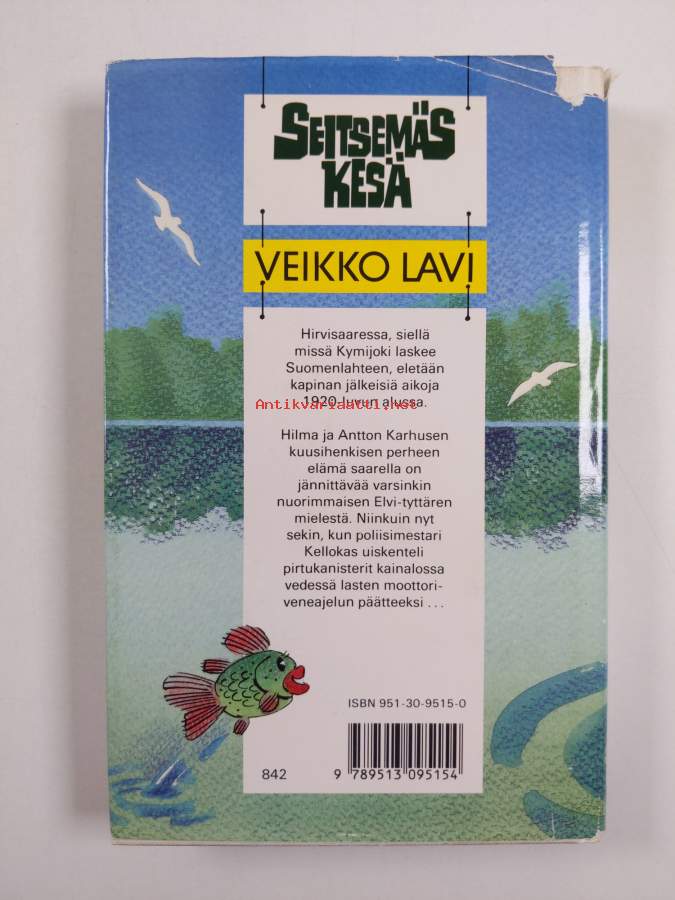 SEITSEMÄS
KESÄ
VEIKKO LAVI
Hirvisaaressa, siellä
missä Kymijoki laskee
Suomenlahteen, eletään
kapinan jälkeisiä aikoja
1920-luvun alussa.
Antikvariaatti.net
Hilma ja Antton Karhusen
kuusihenkisen perheen
elämä saarella on
jännittävää varsinkin
nuorimmaisen Elvi-tyttären
mielestä. Niinkuin nyt
sekin, kun poliisimestari
Kellokas uiskenteli
pirtukanisterit kainalossa
vedessä lasten moottori-
veneajelun päätteeksi ...
ISBN 951-30-9515-0
842
9 789513 095154